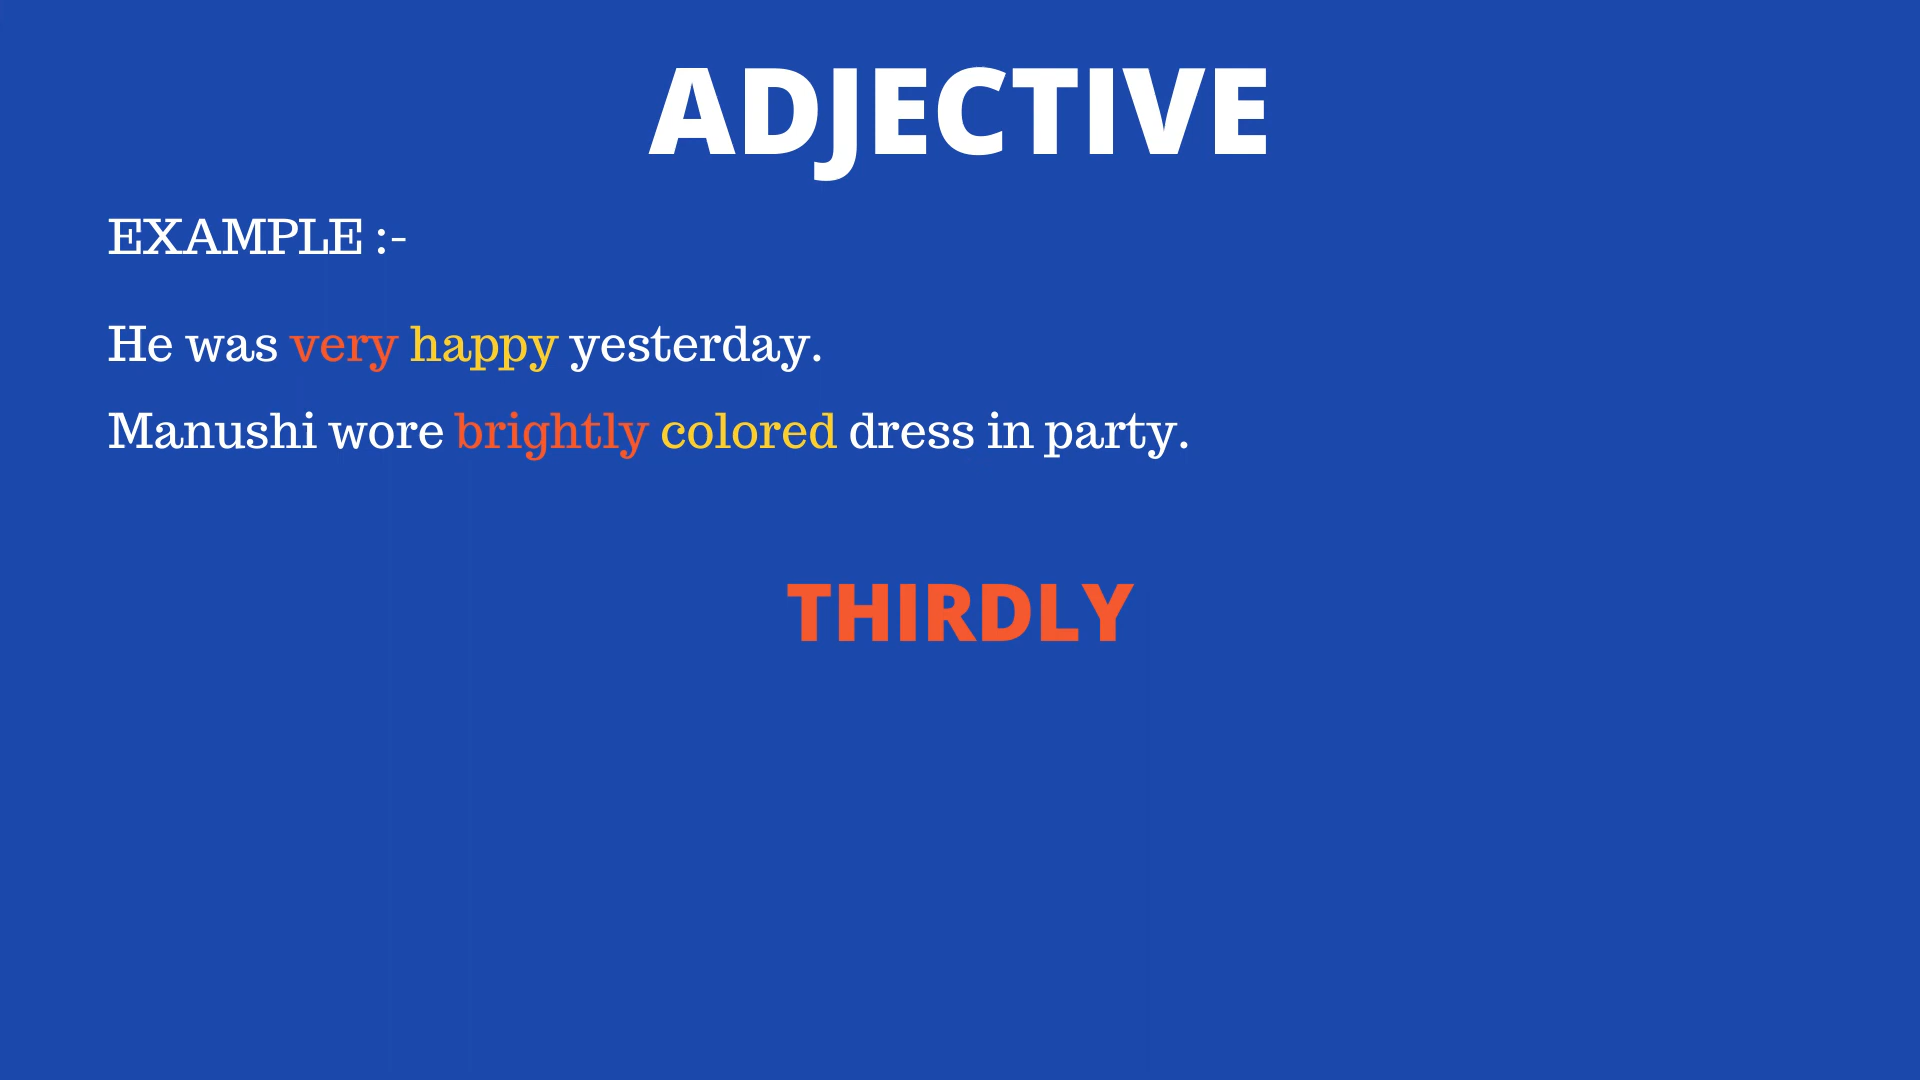 ADJECTIVE
EXAMPLE :-
He was very happy yesterday.
Manushi wore brightly colored dress in party.
THIRDLY